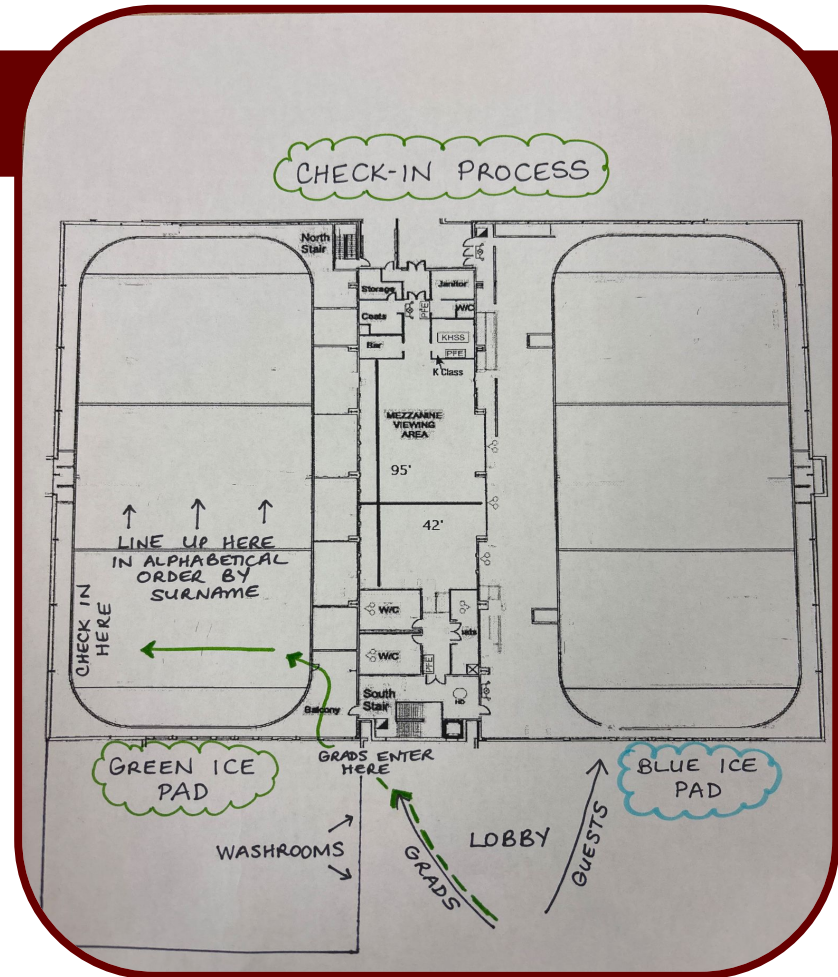 CHECK-IN PROCESS
North
Stair
Storage
Janitor
Coats
PFE
W/C
Bar
KHSS
PFE
K Class
MEZZANINE
VIEWING
AREA
95'
42'
LINE UP HERE
IN ALPHABETICAL
ORDER BY
SURNAME
CHECK IN
HERE
W/C
W/C
PFE
South
Stair
HD
Balcony
GRADS ENTER
HERE
GREEN ICE
PAD
BLUE ICE
PAD
WASHROOMS
LOBBY
GRADS
GUESTS